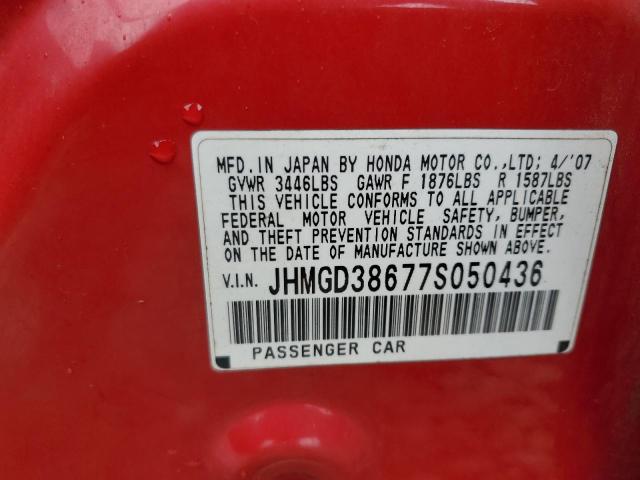 MFD. IN JAPAN BY HONDA MOTOR CO.,LTD; 4/'07
GVWR 3446LBS GAWR F 1876LBS R 1587LBS
THIS VEHICLE CONFORMS TO ALL APPLICABLE
FEDERAL MOTOR VEHICLE SAFETY, BUMPER,
AND THEFT PREVENTION STANDARDS IN EFFECT
ON THE DATE OF MANUFACTURE SHOWN ABOVE.
V.I.N. JHMGD38677S050436
PASSENGER CAR